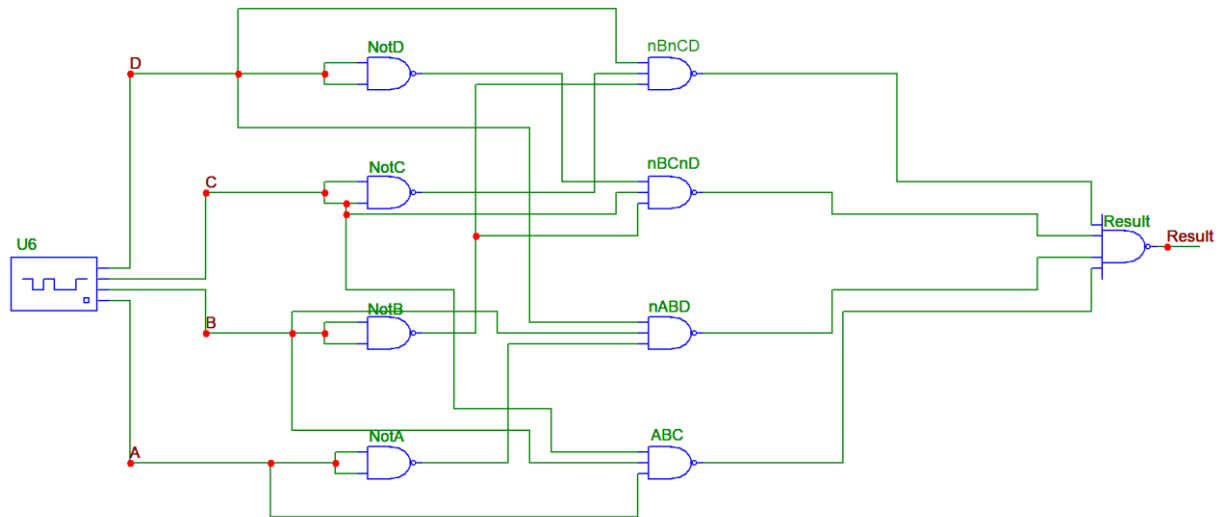 NotD
nBnCD
D
NotC
nBCnD
C
Result
Result
U6
NotB
nABD
B
NotA
ABC
A